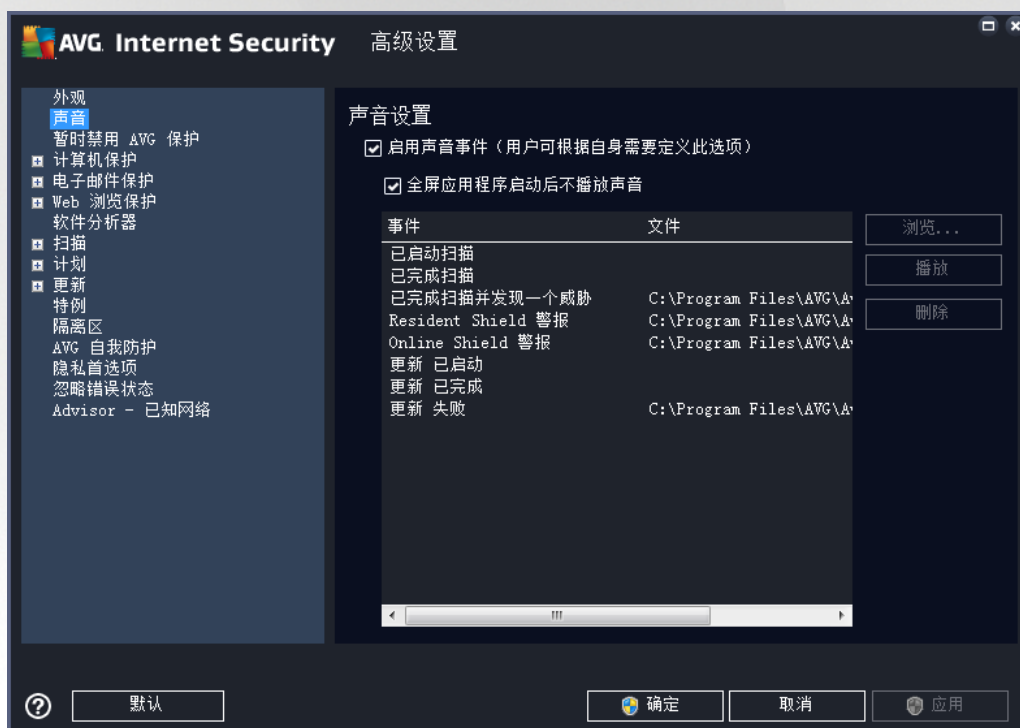 AVG. Internet Security 高级设置
外观
声音
暂时禁用 AVG 保护
计算机保护
电子邮件保护
Web 浏览保护
软件分析器
扫描
计划
更新
特例
隔离区
AVG 自我防护
隐私首选项
忽略错误状态
Advisor - 已知网络
声音设置
启用声音事件（用户可根据自身需要定义此选项）
全屏应用程序启动后不播放声音
事件 文件
已启动扫描
已完成扫描
已完成扫描并发现一个威胁 C:\Program Files\AVG\A
Resident Shield 警报 C:\Program Files\AVG\A
Online Shield 警报 C:\Program Files\AVG\A
更新 已启动
更新 已完成
更新 失败 C:\Program Files\AVG\A
浏览...
播放
删除
默认
确定
取消
应用